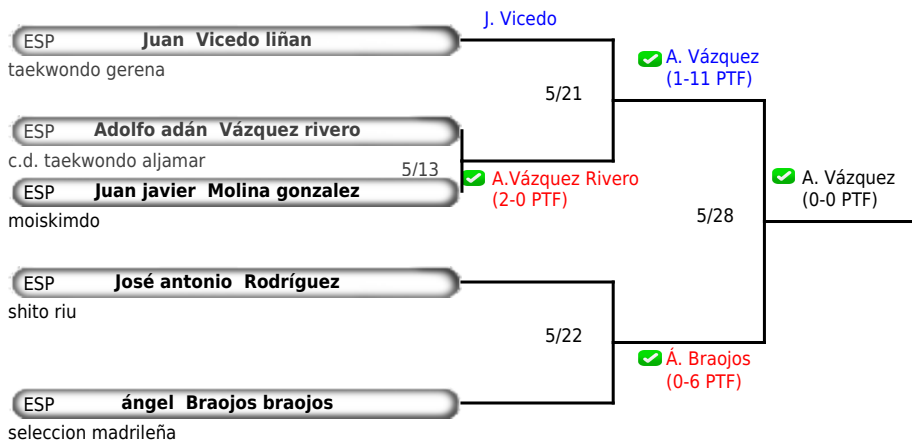 J. Vicedo
ESP Juan Vicedo liñan
taekwondo gerena
A. Vázquez
(1-11 PTF)
5/21
ESP Adolfo adán Vázquez rivero
c.d. taekwondo aljamar
5/13
ESP Juan javier Molina gonzalez
moiskimdo
A.Vázquez Rivero
(2-0 PTF)
A. Vázquez
(0-0 PTF)
5/28
ESP José antonio Rodríguez
shito riu
5/22
Á. Braojos
(0-6 PTF)
ESP ángel Braojos braojos
seleccion madrileña